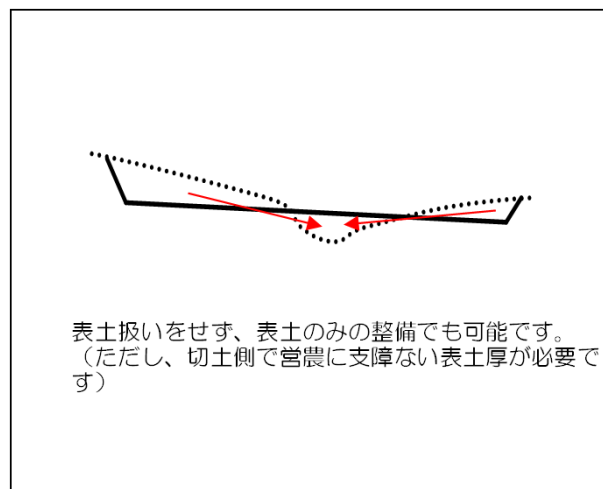 表土扱いをせず、表土のみの整備でも可能です。
（ただし、切土側で営農に支障ない表土厚が必要で
す）